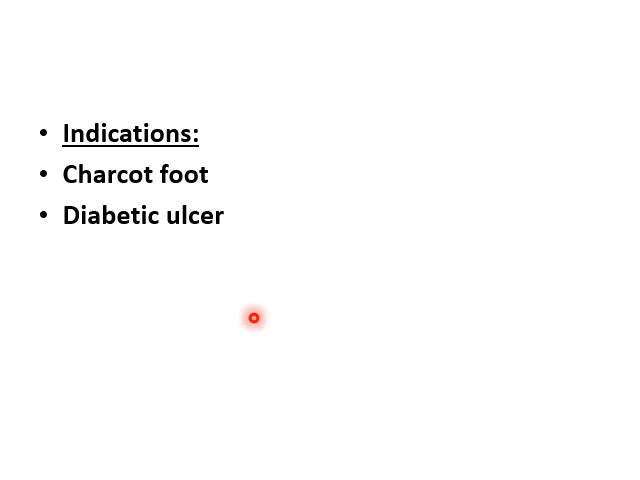 • Indications:
• Charcot foot
• Diabetic ulcer